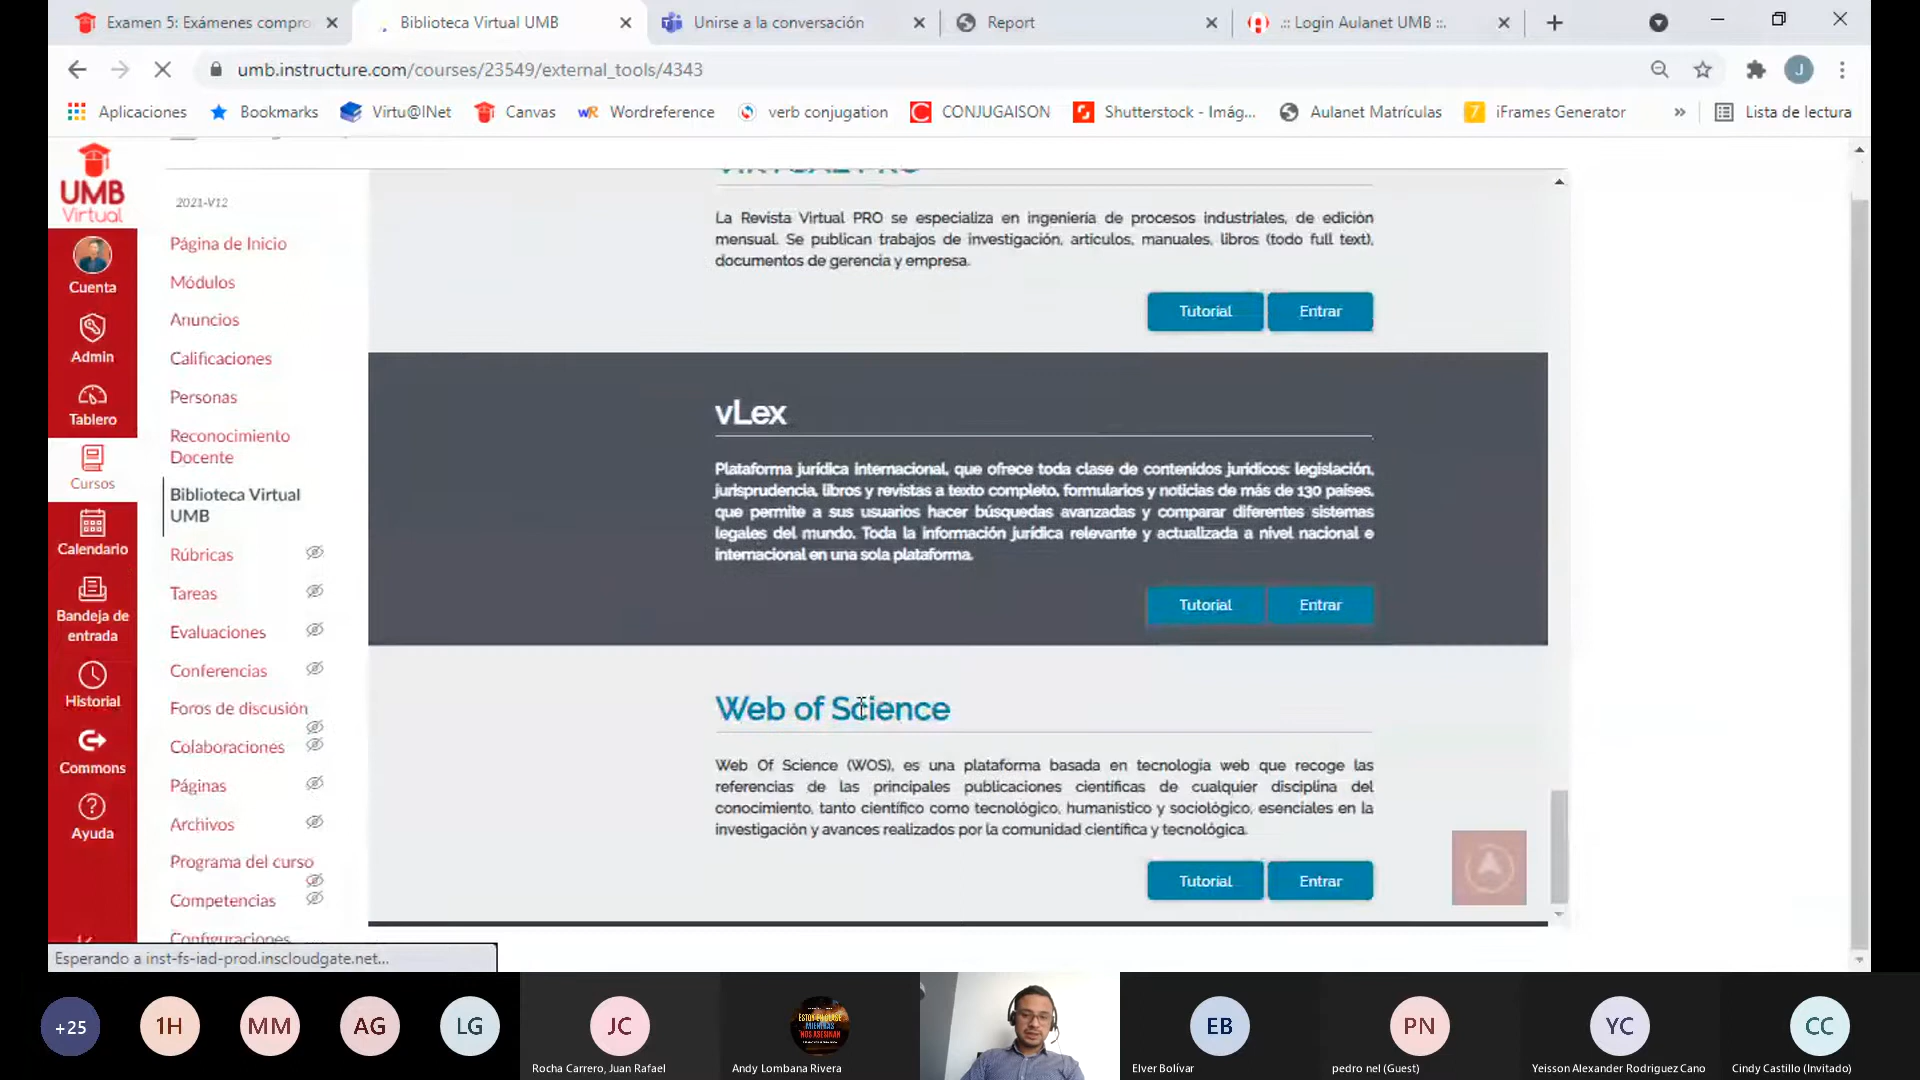 Examen 5: Exámenes compro
Biblioteca Virtual UMB
Unirse a la conversación
Report
.:: Login Aulanet UMB ::.
umb.instructure.com/courses/23549/external_tools/4343
J
Aplicaciones
Bookmarks
Virtu@lNet
Canvas
WR Wordreference
verb conjugation
C CONJUGAISON
Shutterstock - Imág...
Aulanet Matrículas
7 iFrames Generator
»
Lista de lectura
UMB
Virtual
Cuenta
Admin
Tablero
Cursos
Calendario
Bandeja de
entrada
Historial
Commons
Ayuda
2021-V12
Página de Inicio
Módulos
Anuncios
Calificaciones
Personas
Reconocimiento
Docente
Biblioteca Virtual
UMB
Rúbricas
Tareas
Evaluaciones
Conferencias
Foros de discusión
Colaboraciones
Páginas
Archivos
Programa del curso
Competencias
Configuraciones
VIRTUAL PRO
La Revista Virtual PRO se especializa en ingeniería de procesos industriales, de edición
mensual. Se publican trabajos de investigación, artículos, manuales, libros (todo full text),
documentos de gerencia y empresa.
Tutorial
Entrar
vLex
Plataforma jurídica internacional, que ofrece toda clase de contenidos jurídicos: legislación,
jurisprudencia, libros y revistas a texto completo, formularios y noticias de más de 130 países,
que permite a sus usuarios hacer búsquedas avanzadas y comparar diferentes sistemas
legales del mundo. Toda la información jurídica relevante y actualizada a nivel nacional e
internacional en una sola plataforma.
Tutorial
Entrar
Web of Science
Web Of Science (WOS), es una plataforma basada en tecnología web que recoge las
referencias de las principales publicaciones científicas de cualquier disciplina del
conocimiento, tanto científico como tecnológico, humanístico y sociológico, esenciales en la
investigación y avances realizados por la comunidad científica y tecnológica.
Tutorial
Entrar
Esperando a inst-fs-iad-prod.inscloudgate.net...
+25
1H
MM
AG
LG
JC
Rocha Carrero, Juan Rafael
ESTOY EN CLASE
MIENTRAS
NOS ASESINAN
Andy Lombana Rivera
EB
Elver Bolívar
PN
pedro nel (Guest)
YC
Yeisson Alexander Rodriguez Cano
CC
Cindy Castillo (Invitado)